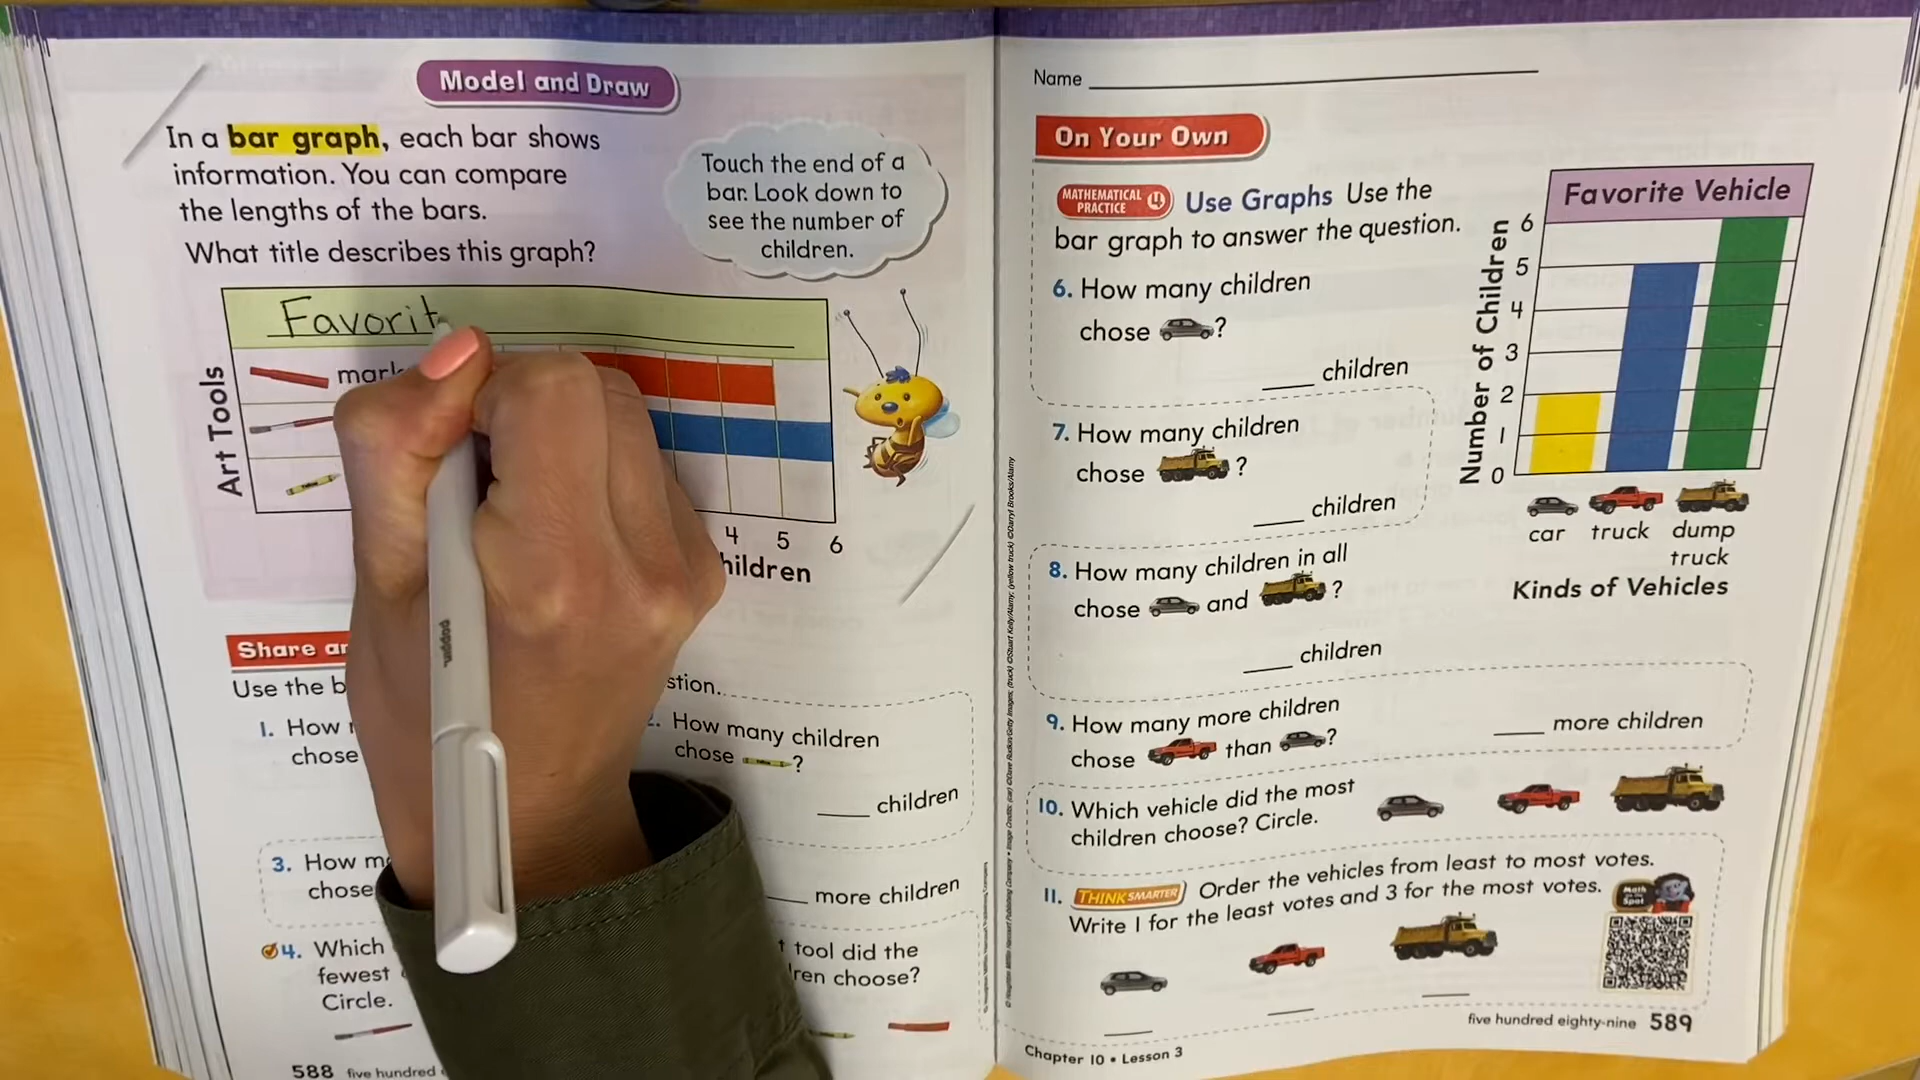 Model and Draw
In a bar graph, each bar shows
information. You can compare
the lengths of the bars.
What title describes this graph?
Touch the end of a
bar. Look down to
see the number of
children.
Favorit
Art Tools
4 5 6
Share
Use the
1. How
chose
2. How many children
chose ?
children
3. How
chose
more children
4. Which
fewest
Circle.
tool did the
choose?
588 five hundred
poppin.
Name
On Your Own
MATHEMATICAL
PRACTICE 4
Use Graphs Use the
bar graph to answer the question.
6. How many children
chose ?
children
7. How many children
chose ?
children
8. How many children in all
chose and ?
children
9. How many more children
chose than ?
more children
10. Which vehicle did the most
children choose? Circle.
11. THINK SMARTER Order the vehicles from least to most votes.
Write 1 for the least votes and 3 for the most votes.
Math
on the
Spot
Favorite Vehicle
Number of Children
6
5
4
3
2
1
0
car truck dump
truck
Kinds of Vehicles
Chapter 10 • Lesson 3
five hundred eighty-nine 589